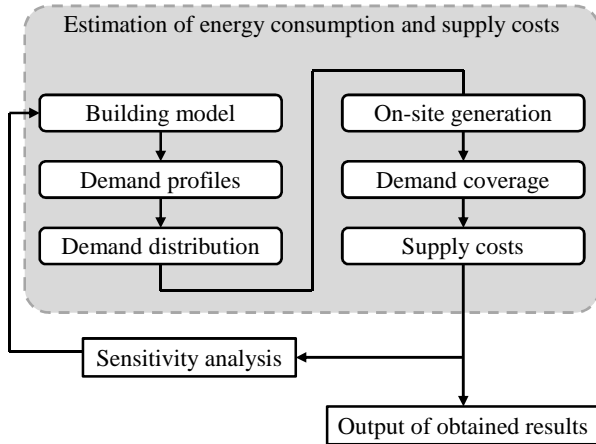 Estimation of energy consumption and supply costs
Building model
Demand profiles
Demand distribution
On-site generation
Demand coverage
Supply costs
Sensitivity analysis
Output of obtained results